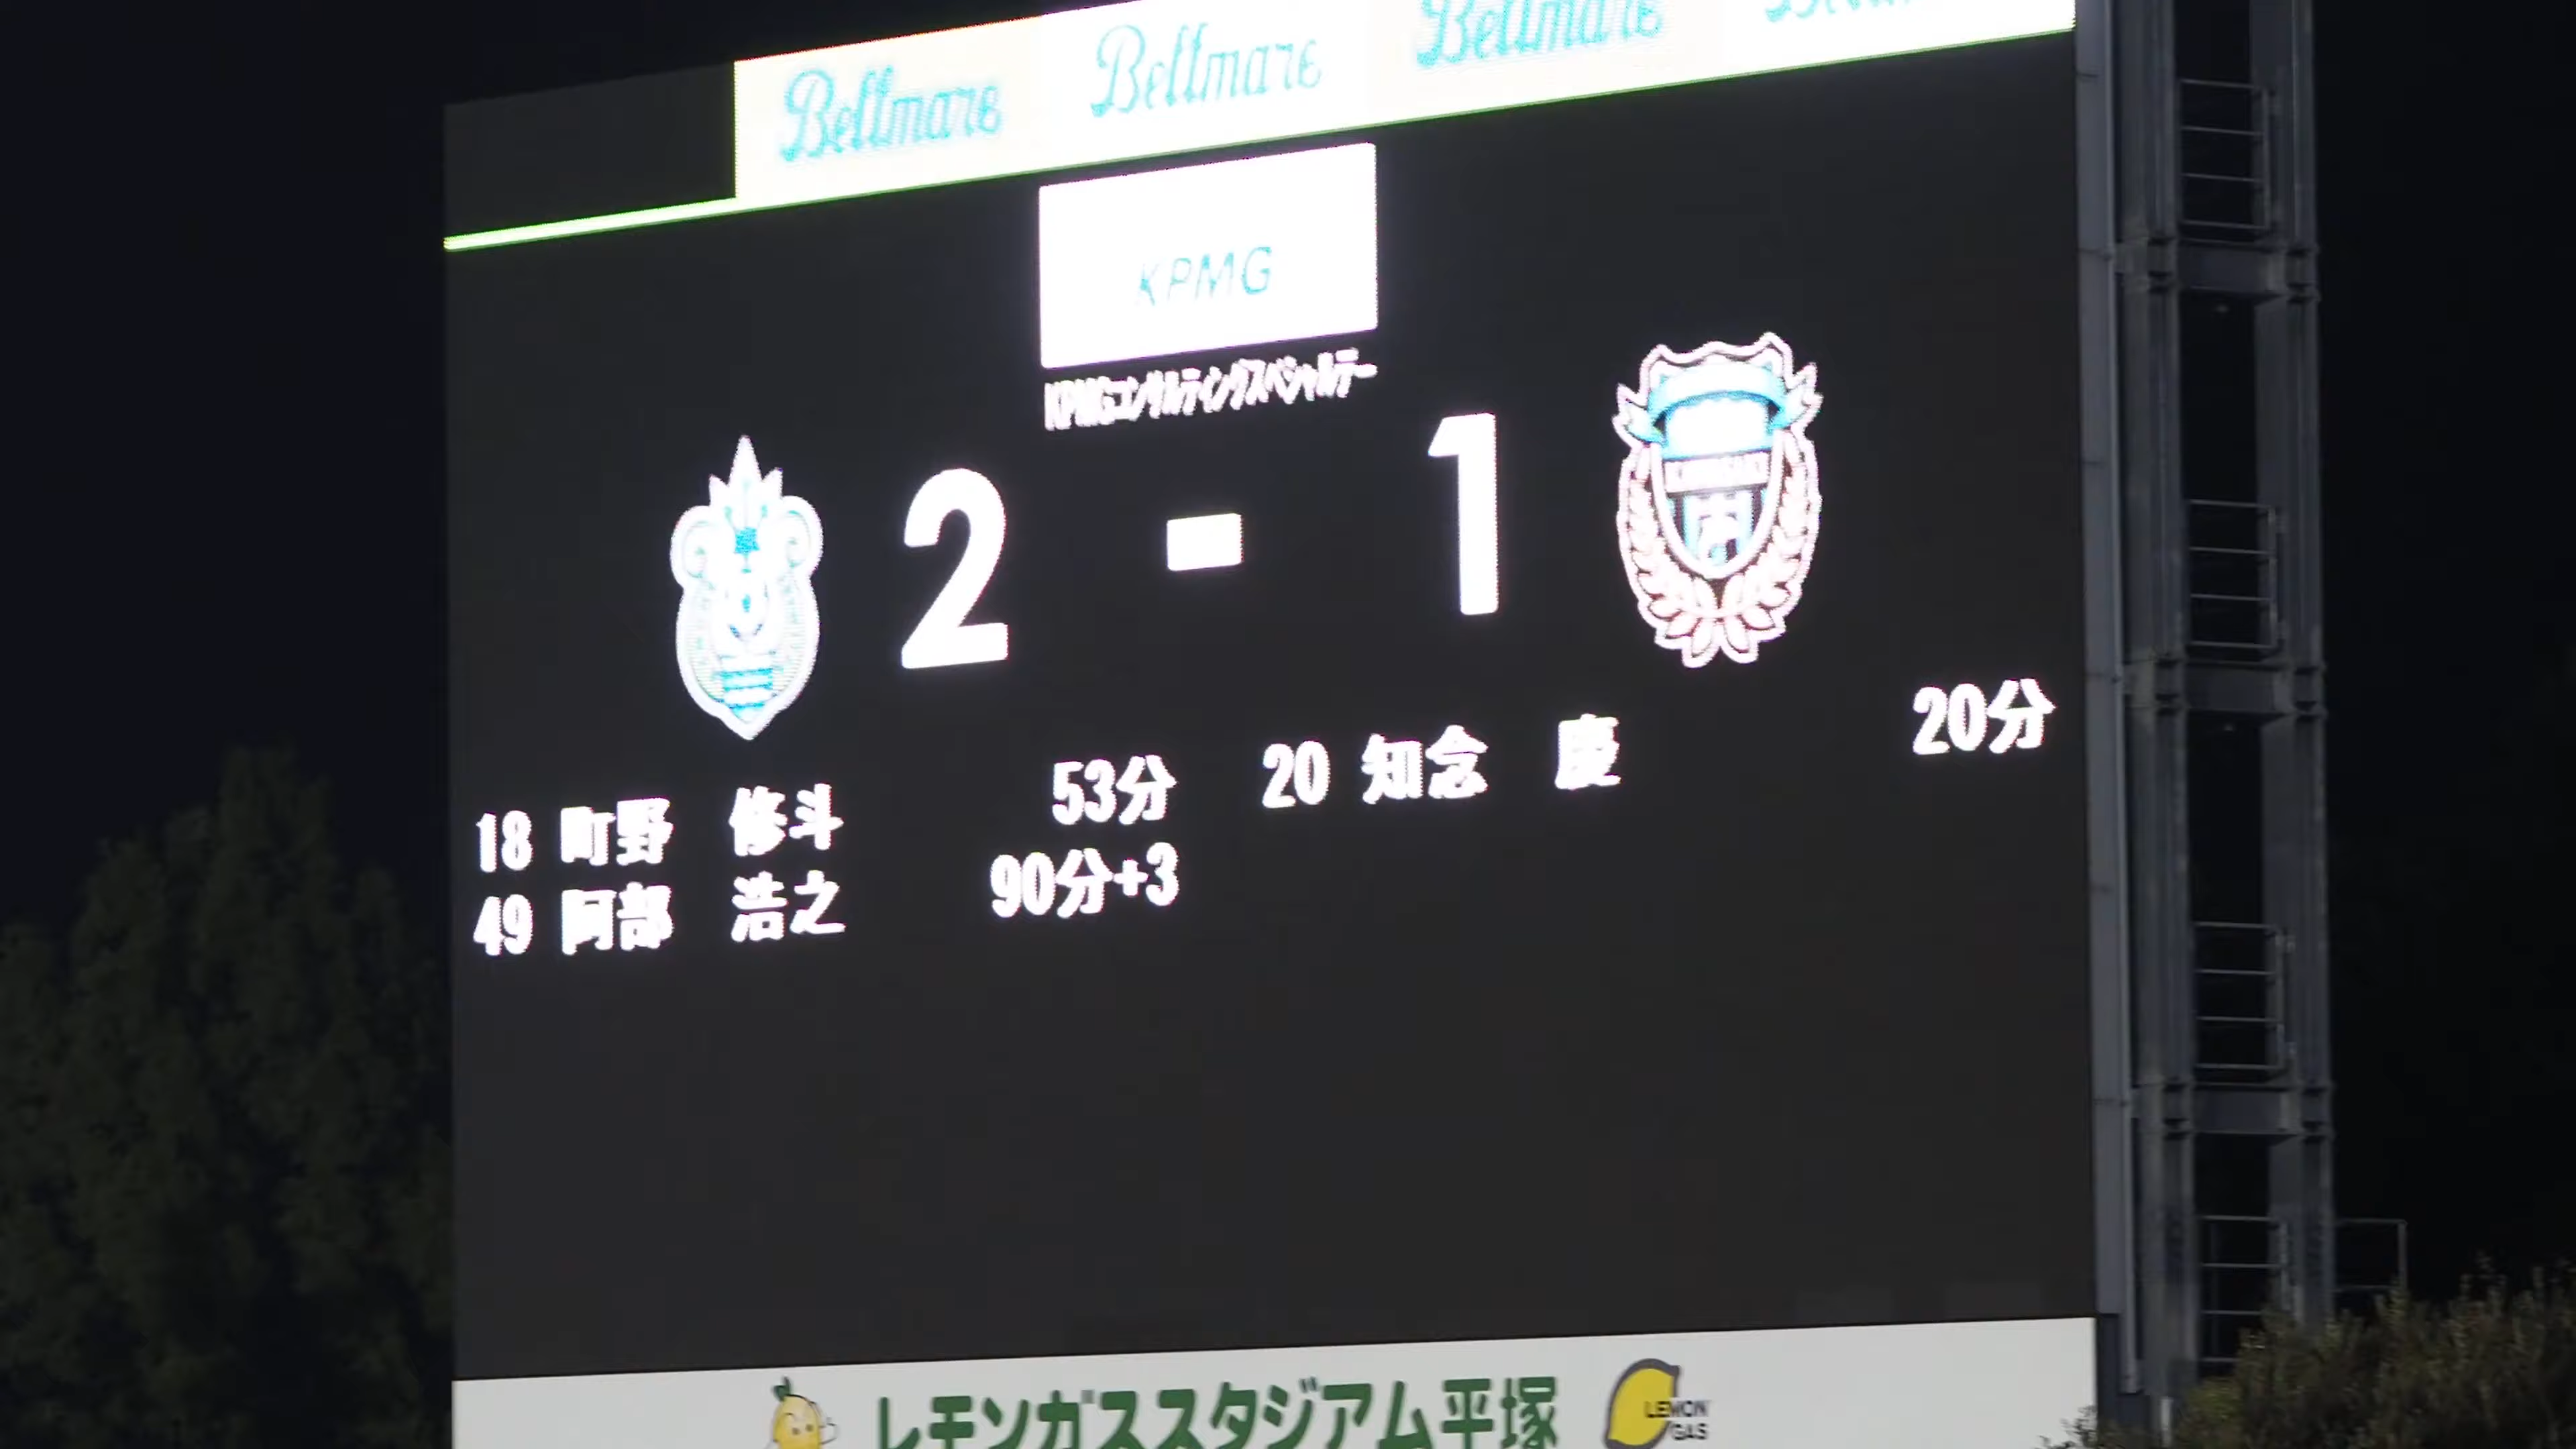 Bellmare Bellmare Bellmare
KPMG
KPMGコンサルティングスペシャルデー
2 - 1
18 町野 修斗 53分
49 阿部 浩之 90分+3
20 知念 慶 20分
レモンガススタジアム平塚
LEMON
GAS